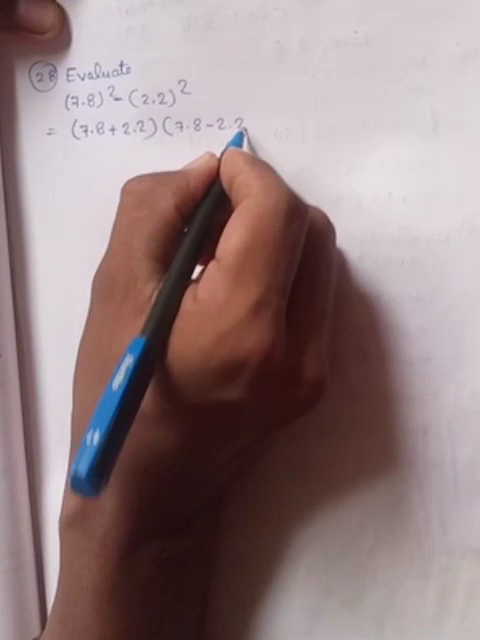 28 Evaluate
(7.8)² - (2.2)²
= (7.8+2.2) (7.8-2.2